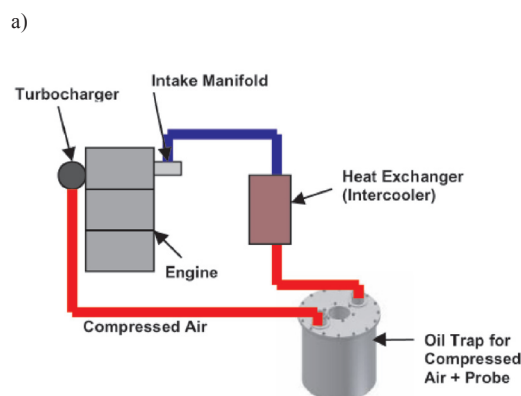 a)
Intake Manifold
Turbocharger
Heat Exchanger
(Intercooler)
Engine
Compressed Air
Oil Trap for
Compressed
Air + Probe